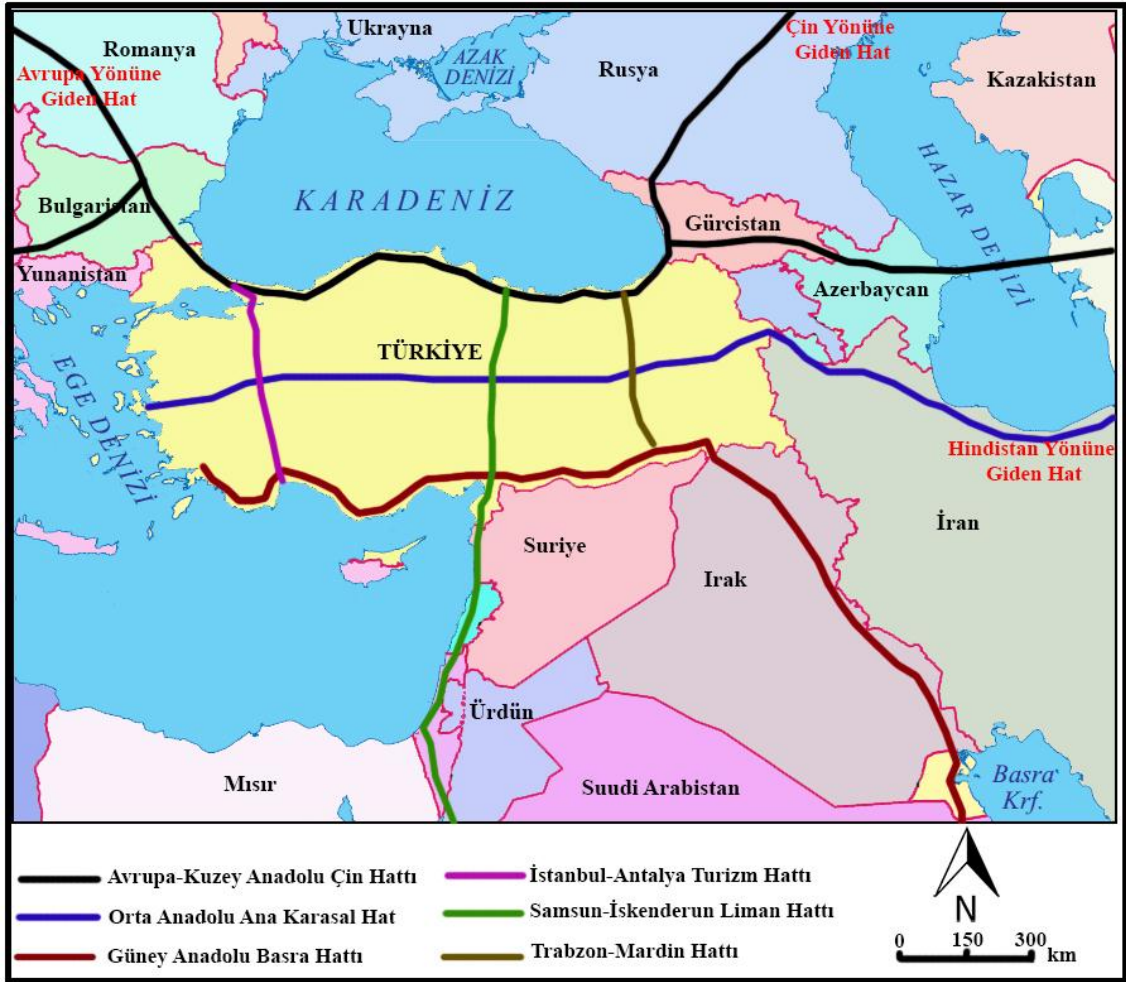 Romanya
Ukrayna
AZAK
DENİZİ
Rusya
Çin Yönüne
Giden Hat
Kazakistan
Avrupa Yönüne
Giden Hat
HAZAR DENİZİ
KARADENİZ
Bulgaristan
Gürcistan
Yunanistan
Azerbaycan
TÜRKİYE
EGE DENİZİ
Hindistan Yönüne
Giden Hat
İran
Suriye
Irak
Ürdün
Mısır
Suudi Arabistan
Basra
Krf.
Avrupa-Kuzey Anadolu Çin Hattı
İstanbul-Antalya Turizm Hattı
Orta Anadolu Ana Karasal Hat
Samsun-İskenderun Liman Hattı
Güney Anadolu Basra Hattı
Trabzon-Mardin Hattı
N
0 150 300
km